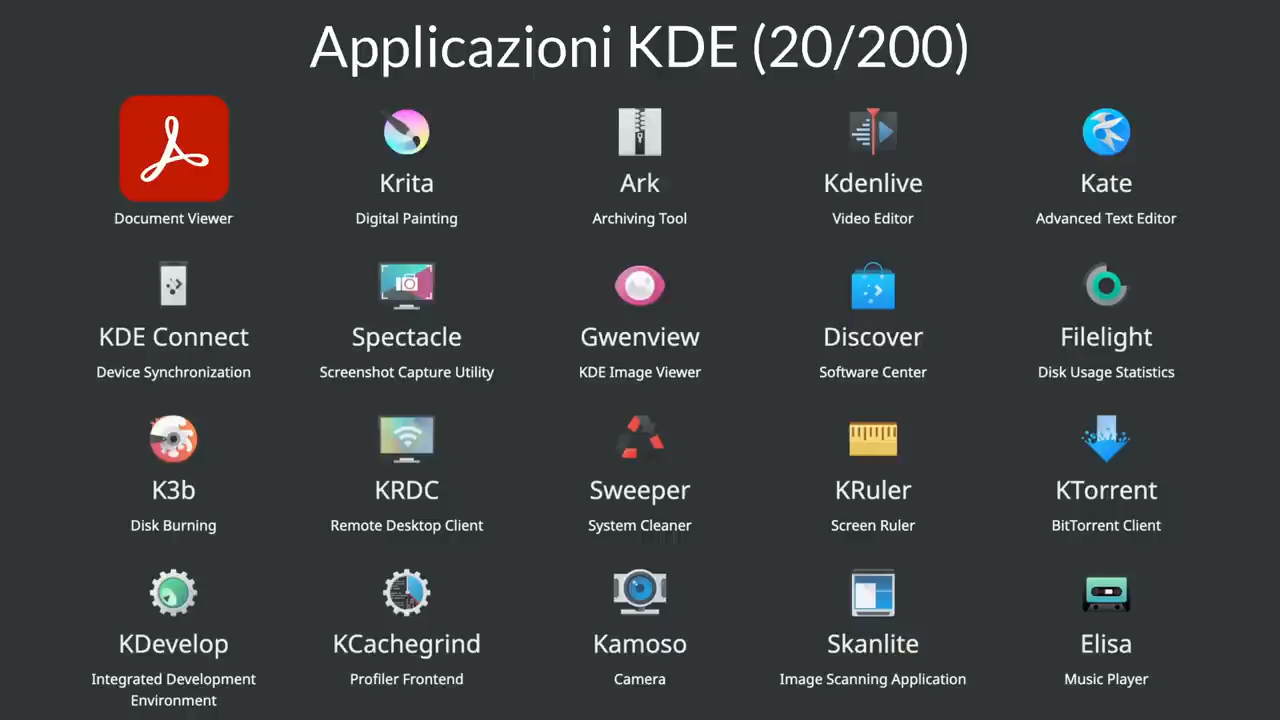 Applicazioni KDE (20/200)
Document Viewer
Krita
Digital Painting
Ark
Archiving Tool
Kdenlive
Video Editor
Kate
Advanced Text Editor
KDE Connect
Device Synchronization
Spectacle
Screenshot Capture Utility
Gwenview
KDE Image Viewer
Discover
Software Center
Filelight
Disk Usage Statistics
K3b
Disk Burning
KRDC
Remote Desktop Client
Sweeper
System Cleaner
KRuler
Screen Ruler
KTorrent
BitTorrent Client
KDevelop
Integrated Development
Environment
KCachegrind
Profiler Frontend
Kamoso
Camera
Skanlite
Image Scanning Application
Elisa
Music Player